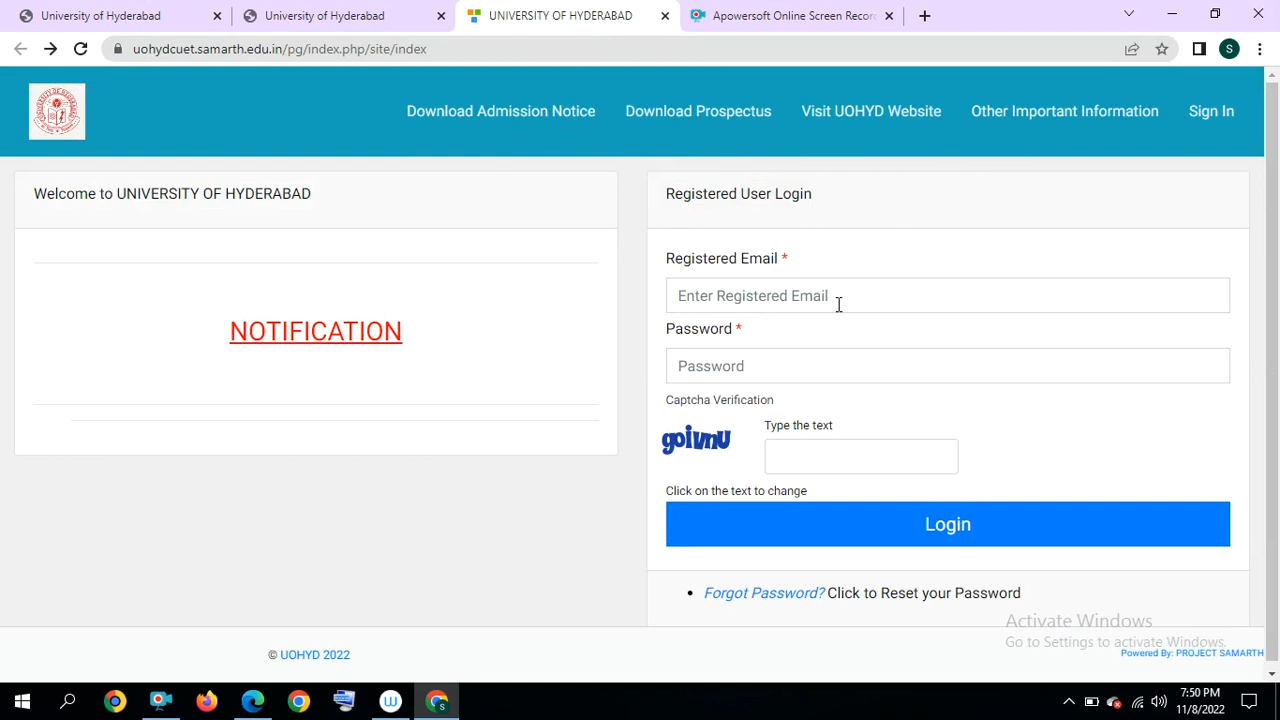 University of Hyderabad
University of Hyderabad
UNIVERSITY OF HYDERABAD
Apowersoft Online Screen Recor
uohydcuet.samarth.edu.in/pg/index.php/site/index
S
Download Admission Notice
Download Prospectus
Visit UOHYD Website
Other Important Information
Sign In
Welcome to UNIVERSITY OF HYDERABAD
NOTIFICATION
Registered User Login
Registered Email *
Enter Registered Email
Password *
Password
Captcha Verification
goivnu
Type the text
Click on the text to change
Login
Forgot Password? Click to Reset your Password
Activate Windows
Go to Settings to activate Windows.
© UOHYD 2022
Powered By: PROJECT SAMARTH
W
S
7:50 PM
11/8/2022